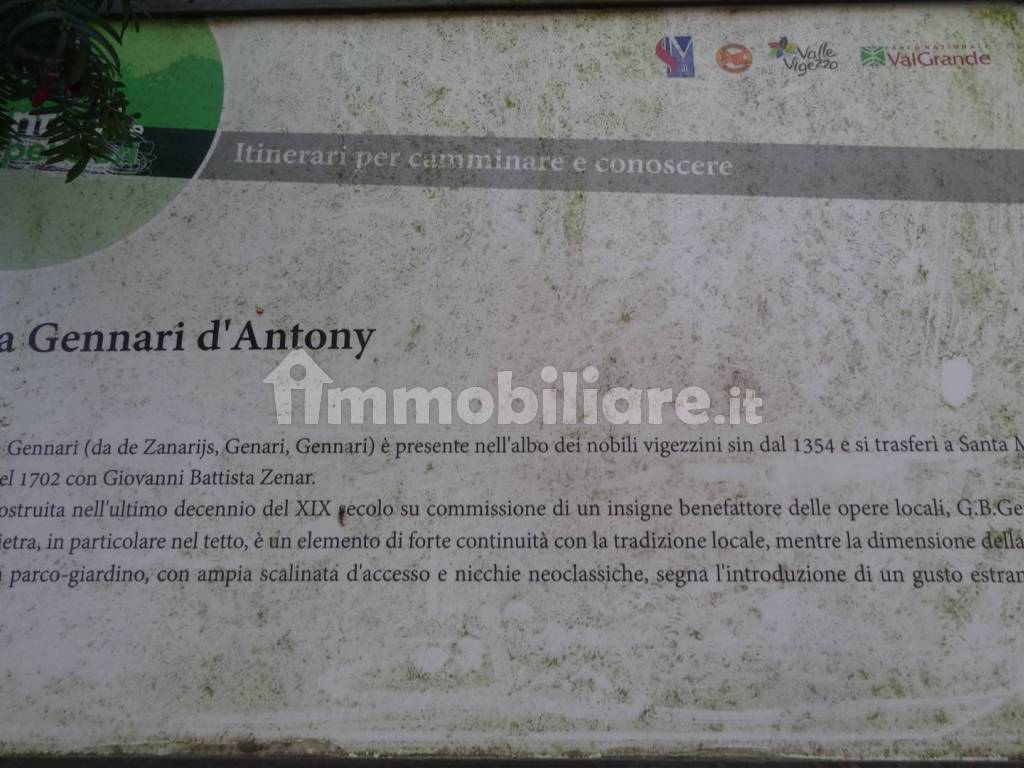 SMM
Valle
Vigezzo
PARCO NAZIONALE
ValGrande
Itinerari per camminare e conoscere
a Gennari d'Antony
immobiliare.it
Gennari (da de Zanarijs, Genari, Gennari) è presente nell'albo dei nobili vigezzini sin dal 1354 e si trasferì a Santa M
el 1702 con Giovanni Battista Zenar.
ostruita nell'ultimo decennio del XIX secolo su commissione di un insigne benefattore delle opere locali, G.B.Ge
ietra, in particolare nel tetto, è un elemento di forte continuità con la tradizione locale, mentre la dimensione della
parco-giardino, con ampia scalinata d'accesso e nicchie neoclassiche, segna l'introduzione di un gusto estran